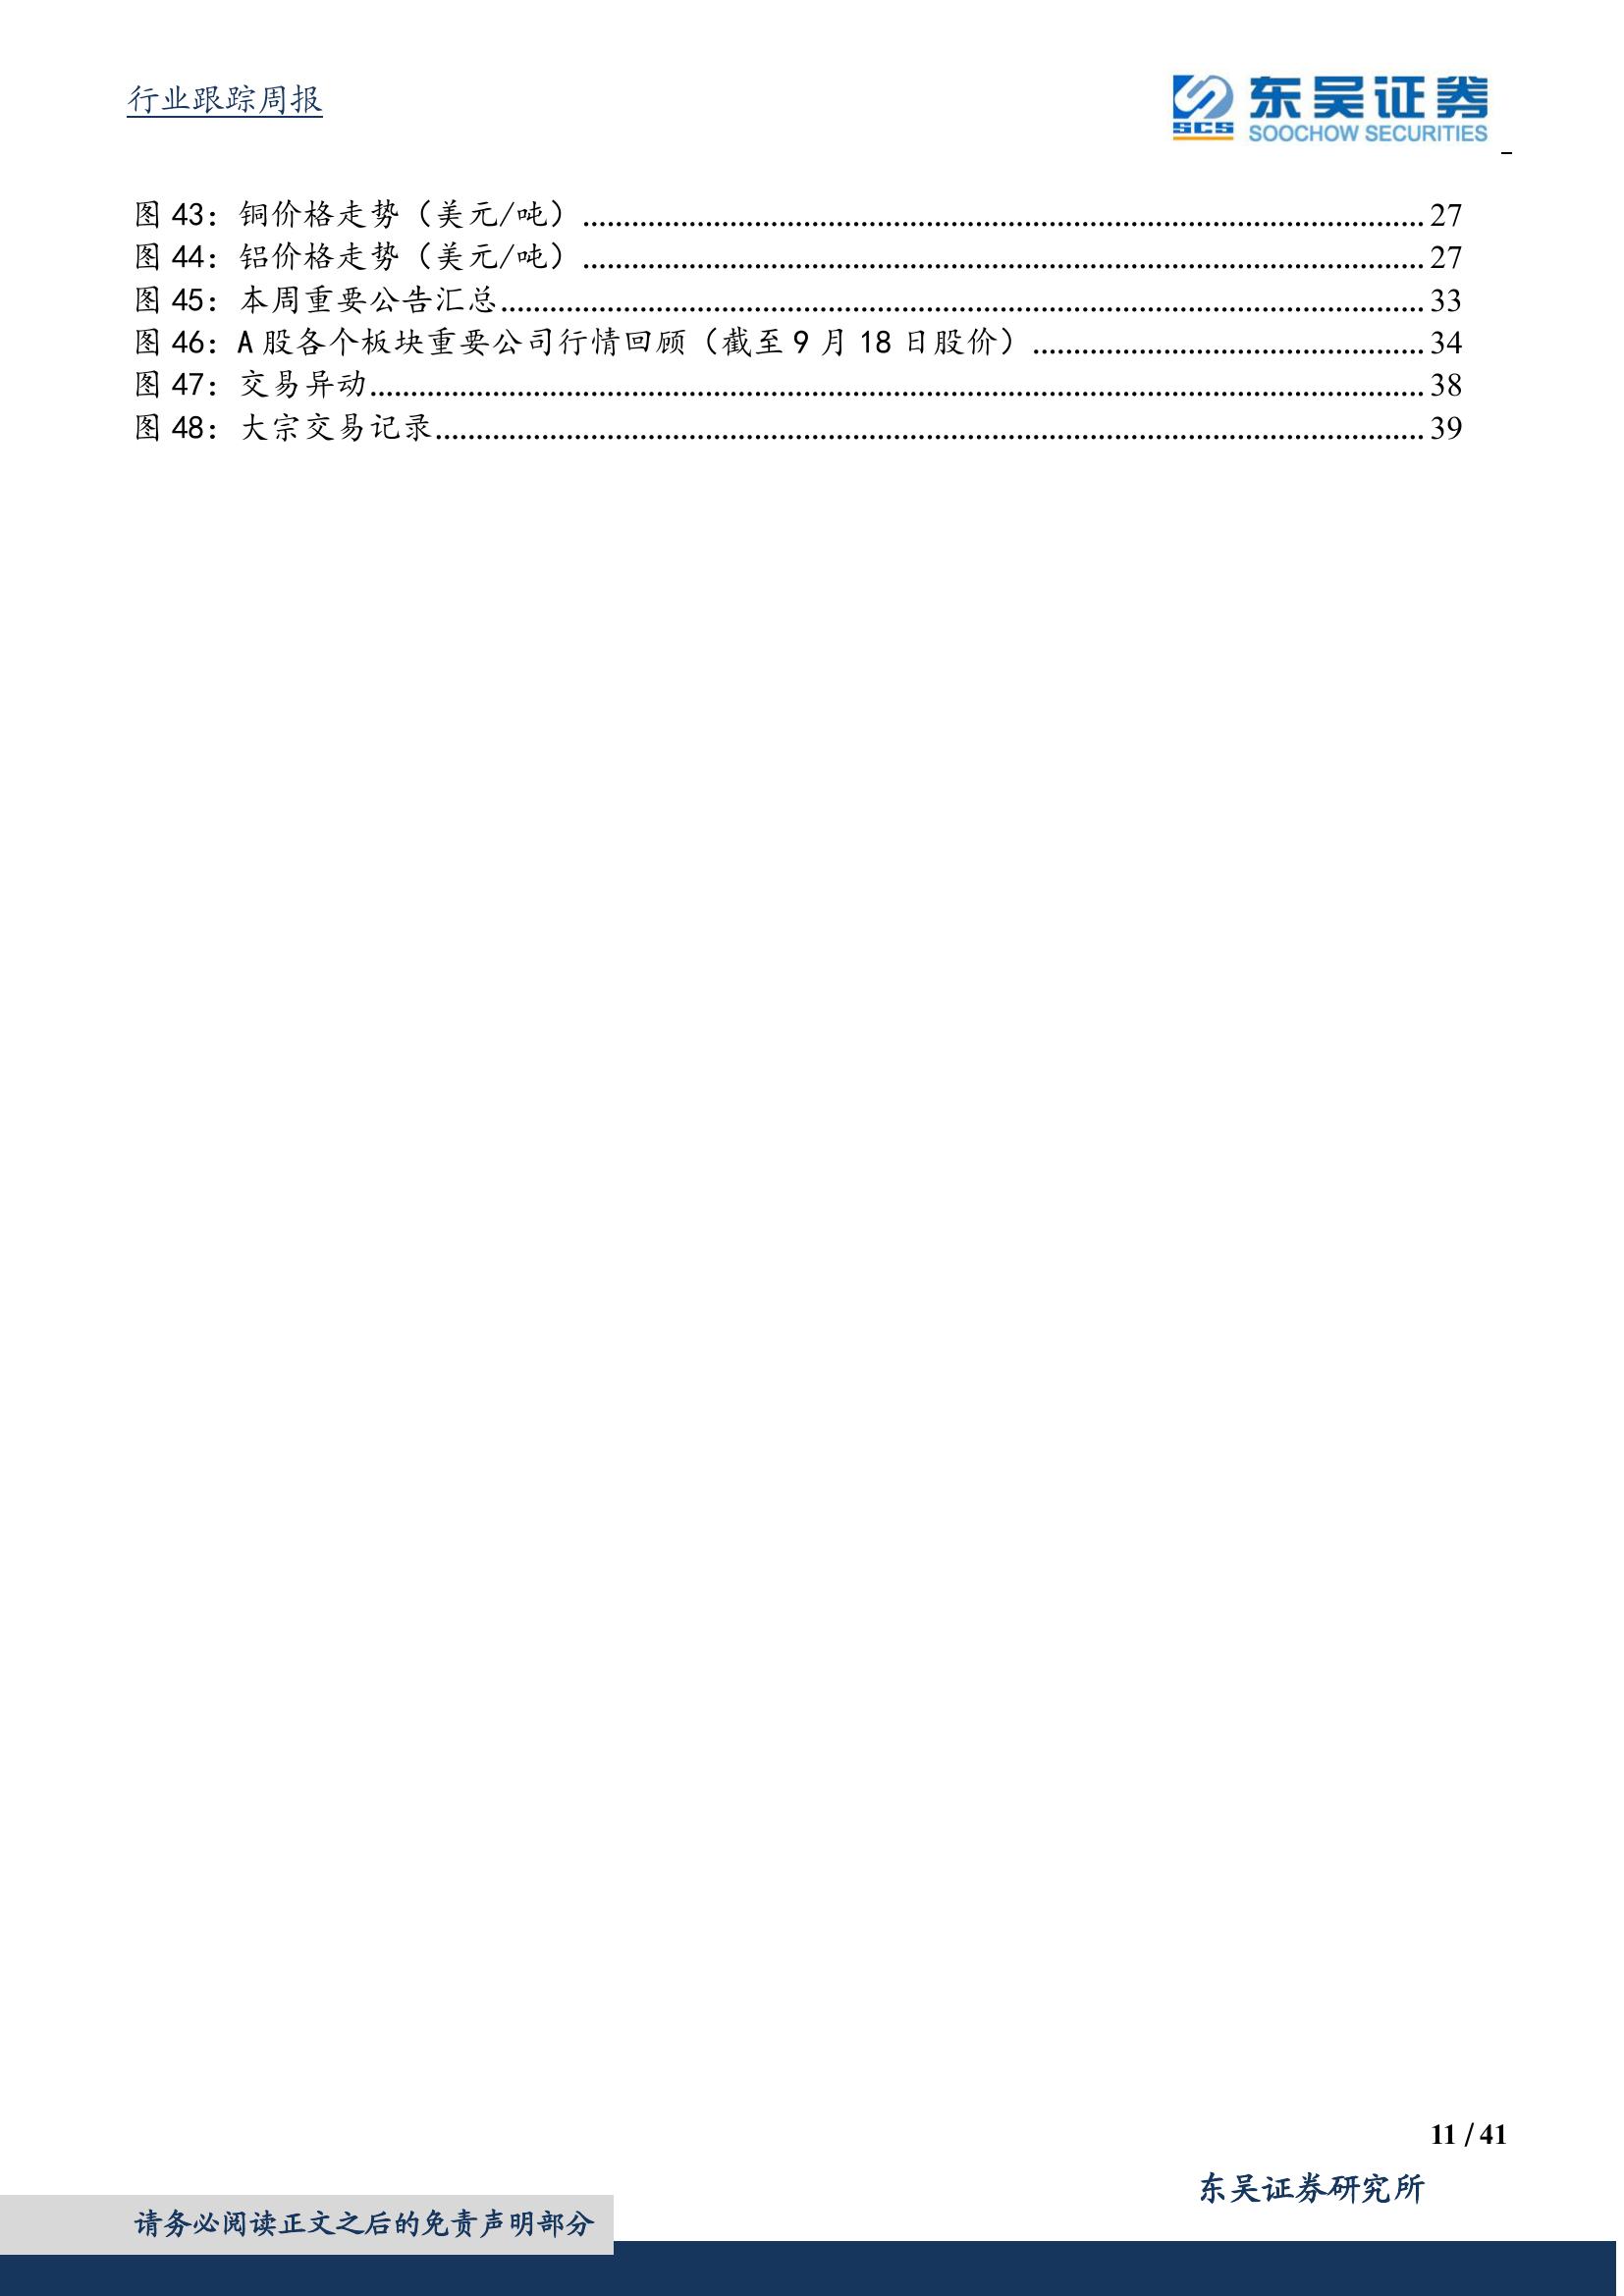 行业跟踪周报
SCS 东吴证券
SOOCHOW SECURITIES
图 43：铜价格走势（美元/吨）............27
图 44：铝价格走势（美元/吨）............27
图 45：本周重要公告汇总............33
图 46：A 股各个板块重要公司行情回顾（截至 9 月 18 日股价）............34
图 47：交易异动............38
图 48：大宗交易记录............39
11 / 41
东吴证券研究所
请务必阅读正文之后的免责声明部分